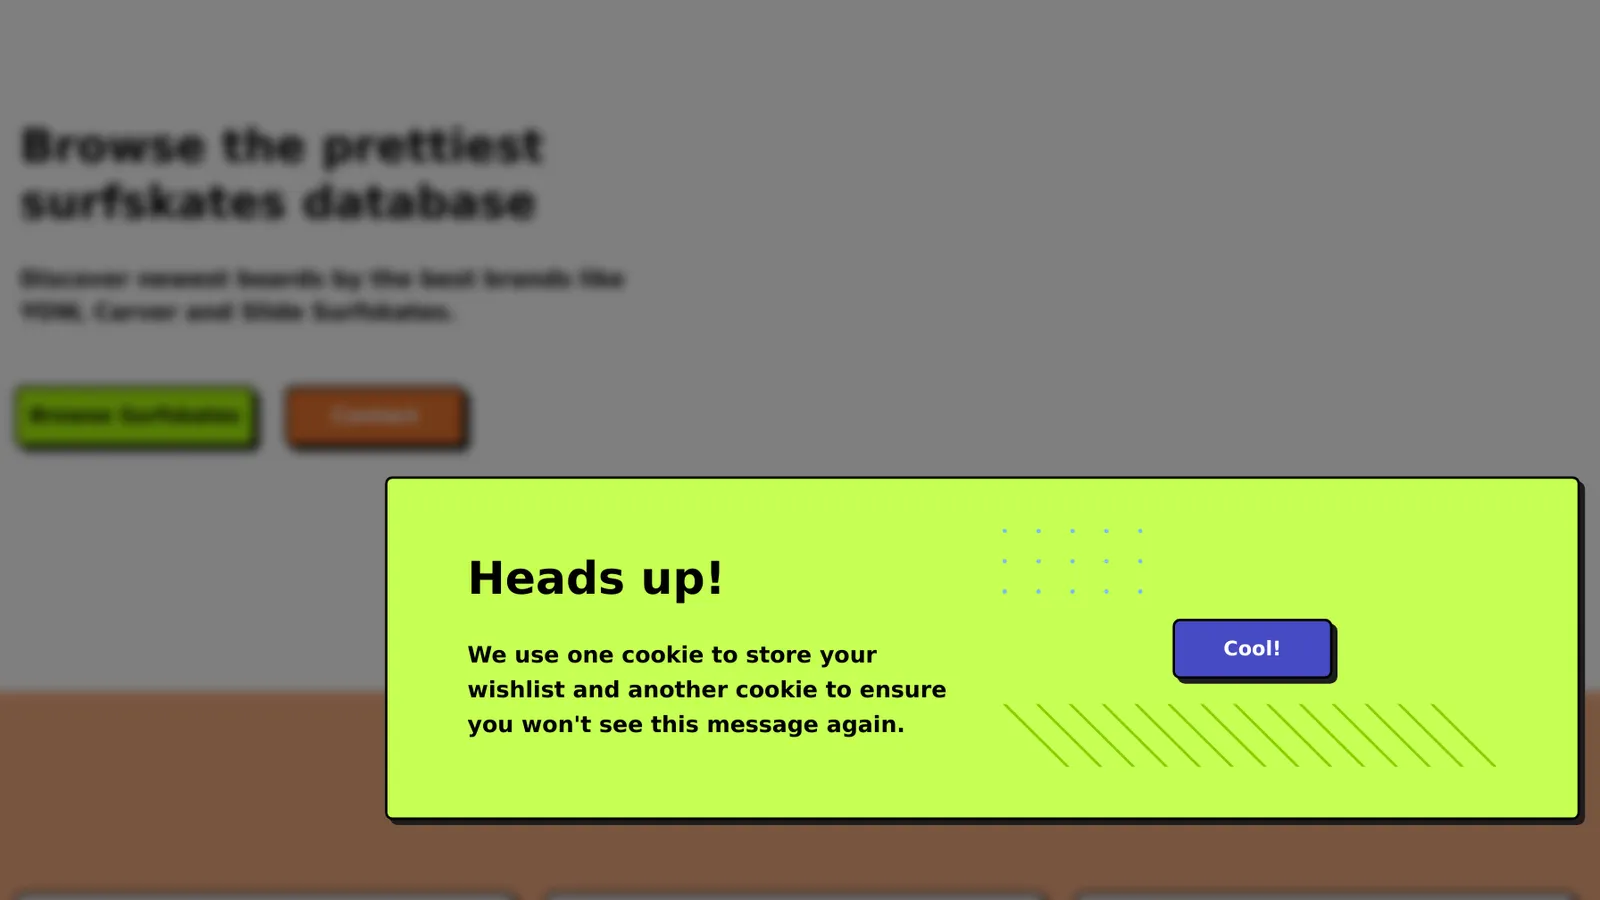 Browse the prettiest
surfskates database
Discover newest boards by the best brands like
YOW, Carver and Slide Surfskates.
Browse Surfskates
Contact
Heads up!
We use one cookie to store your
wishlist and another cookie to ensure
you won't see this message again.
Cool!